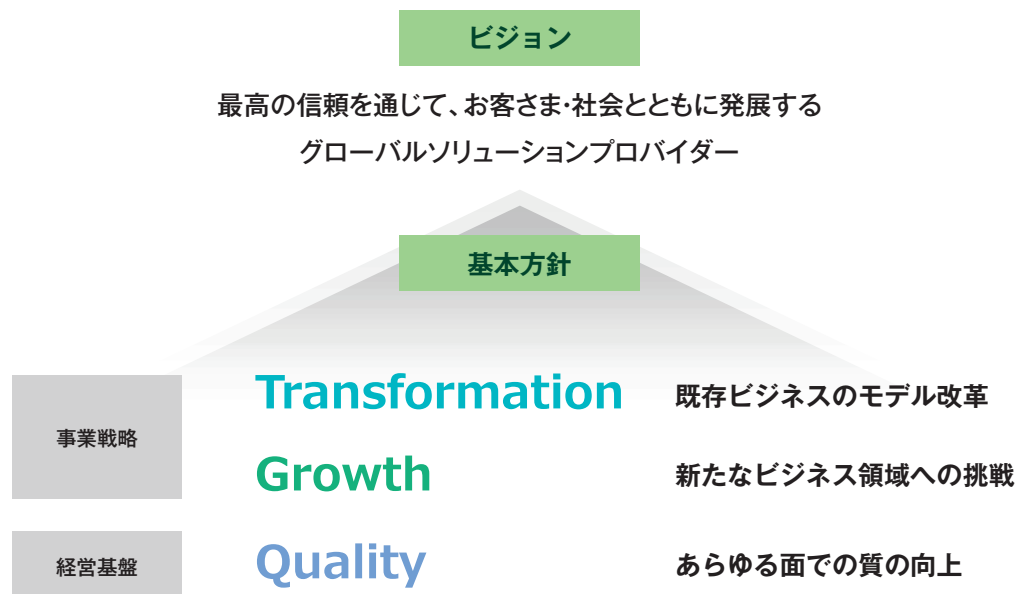 ビジョン
最高の信頼を通じて、お客さま・社会とともに発展する
グローバルソリューションプロバイダー
基本方針
事業戦略
Transformation 既存ビジネスのモデル改革
Growth 新たなビジネス領域への挑戦
経営基盤
Quality あらゆる面での質の向上